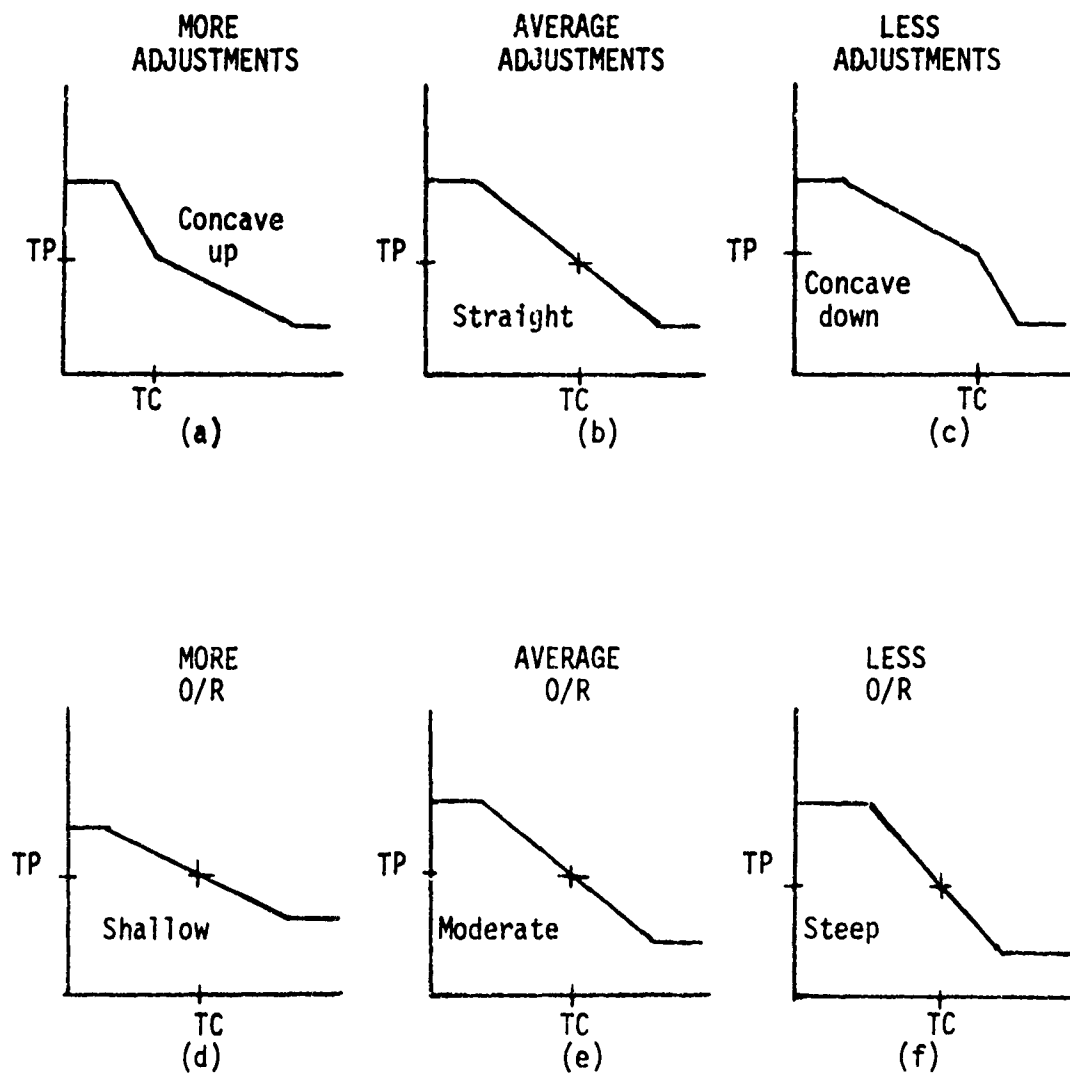 MORE
ADJUSTMENTS
AVERAGE
ADJUSTMENTS
LESS
ADJUSTMENTS
Concave
up
TP
TC
(a)
TP
Straight
TC
(b)
TP
Concave
down
TC
(c)
MORE
O/R
AVERAGE
O/R
LESS
O/R
TP
Shallow
TC
(d)
TP
Moderate
TC
(e)
TP
Steep
TC
(f)